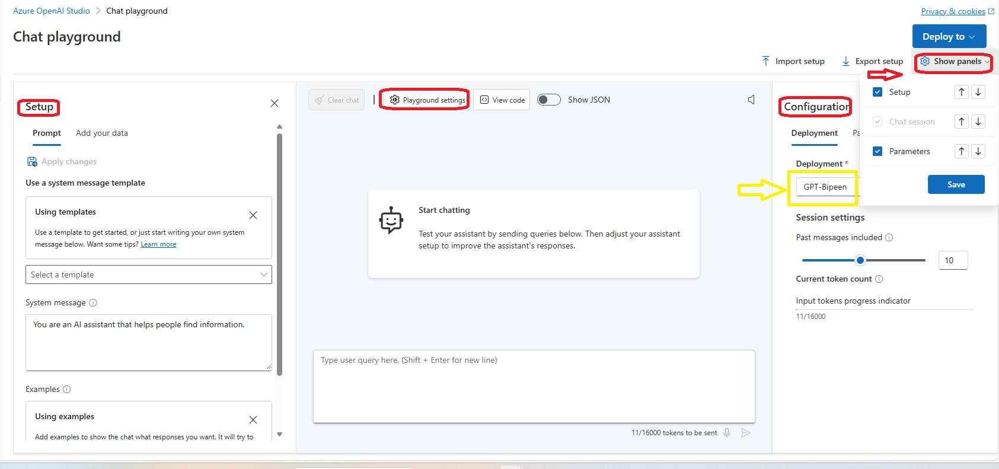 Azure OpenAI Studio > Chat playground
Privacy & cookies
Chat playground
Deploy to
Import setup
Export setup
Show panels
Setup
Prompt
Add your data
Apply changes
Use a system message template
Using templates
Use a template to get started, or just start writing your own system
message below. Want some tips? Learn more
Select a template
System message
You are an AI assistant that helps people find information.
Examples
Using examples
Add examples to show the chat what responses you want. It will try to
Clear chat
Playground settings
View code
Show JSON
Start chatting
Test your assistant by sending queries below. Then adjust your assistant
setup to improve the assistant's responses.
Type user query here. (Shift + Enter for new line)
11/16000 tokens to be sent
Configuration
Deployment
Pa
Deployment *
GPT-Bipeen
Session settings
Past messages included
10
Current token count
Input tokens progress indicator
11/16000
Setup
Chat session
Parameters
Save